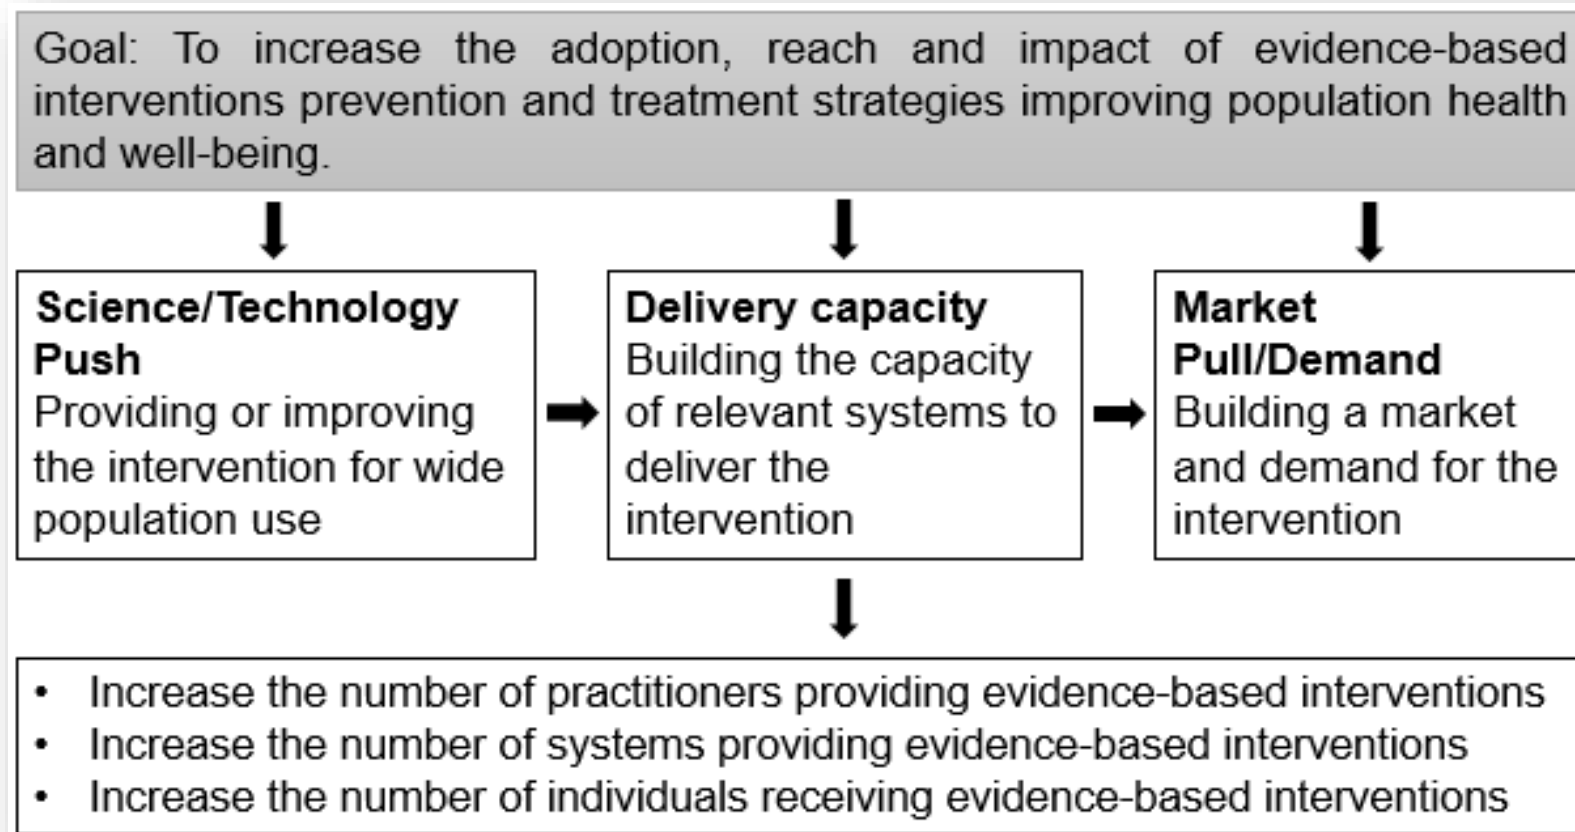 Goal: To increase the adoption, reach and impact of evidence-based
interventions prevention and treatment strategies improving population health
and well-being.
Science/Technology
Push
Providing or improving
the intervention for wide
population use
Delivery capacity
Building the capacity
of relevant systems to
deliver the
intervention
Market
Pull/Demand
Building a market
and demand for the
intervention
• Increase the number of practitioners providing evidence-based interventions
• Increase the number of systems providing evidence-based interventions
• Increase the number of individuals receiving evidence-based interventions